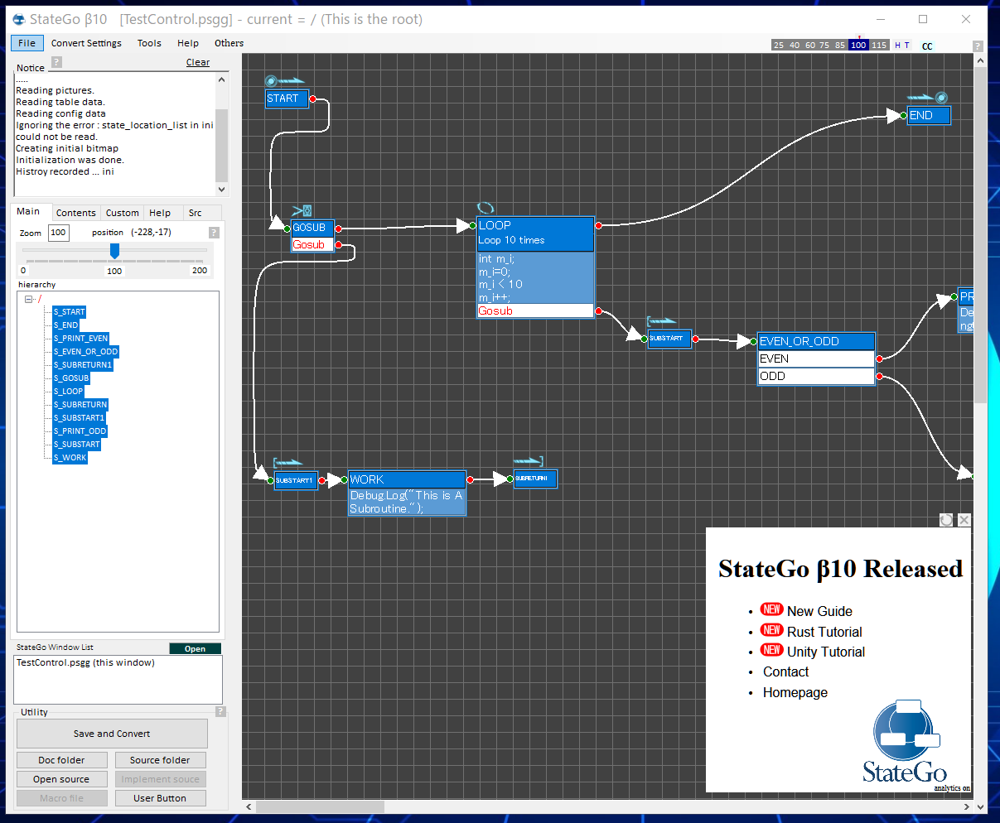 StateGo β10 [TestControl.psgg] - current = / (This is the root)
File Convert Settings Tools Help Others
25 40 60 75 85 100 115 H T CC ?
Notice ? Clear
.....
Reading pictures.
Reading table data.
Reading config data
Ignoring the error : state_location_list in ini
could not be read.
Creating initial bitmap
Initialization was done.
Histroy recorded ... ini
Main Contents Custom Help Src
Zoom 100 position (-228,-17) ?
0 100 200
hierarchy
/
S_START
S_END
S_PRINT_EVEN
S_EVEN_OR_ODD
S_SUBRETURN1
S_GOSUB
S_LOOP
S_SUBRETURN
S_SUBSTART1
S_PRINT_ODD
S_SUBSTART
S_WORK
StateGo Window List Open
TestControl.psgg (this window)
Utility ?
Save and Convert
Doc folder Source folder
Open source Implement souce
Macro file User Button
START
END
GOSUB
Gosub
LOOP
Loop 10 times
int m_i;
m_i=0;
m_i < 10
m_i++;
Gosub
SUBSTART
EVEN_OR_ODD
EVEN
ODD
PR
De
ng
SUBSTART1
WORK
Debug.Log("This is A
Subroutine.");
SUBRETURN1
StateGo β10 Released
• NEW New Guide
• NEW Rust Tutorial
• NEW Unity Tutorial
• Contact
• Homepage
StateGo
analytics on